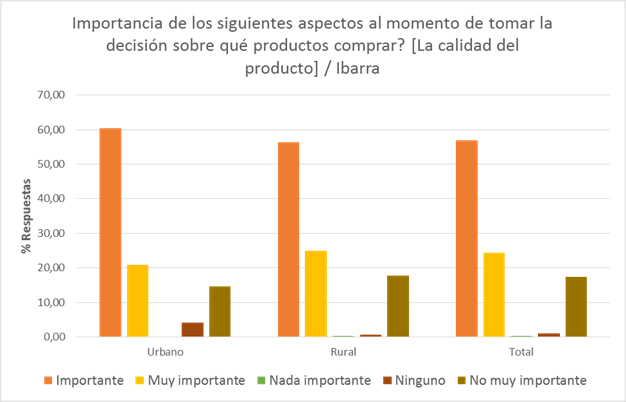 Importancia de los siguientes aspectos al momento de tomar la
decisión sobre qué productos comprar? [La calidad del
producto] / Ibarra
70,00
60,00
50,00
40,00
30,00
20,00
10,00
0,00
% Respuestas
Urbano Rural Total
Importante Muy importante Nada importante Ninguno No muy importante